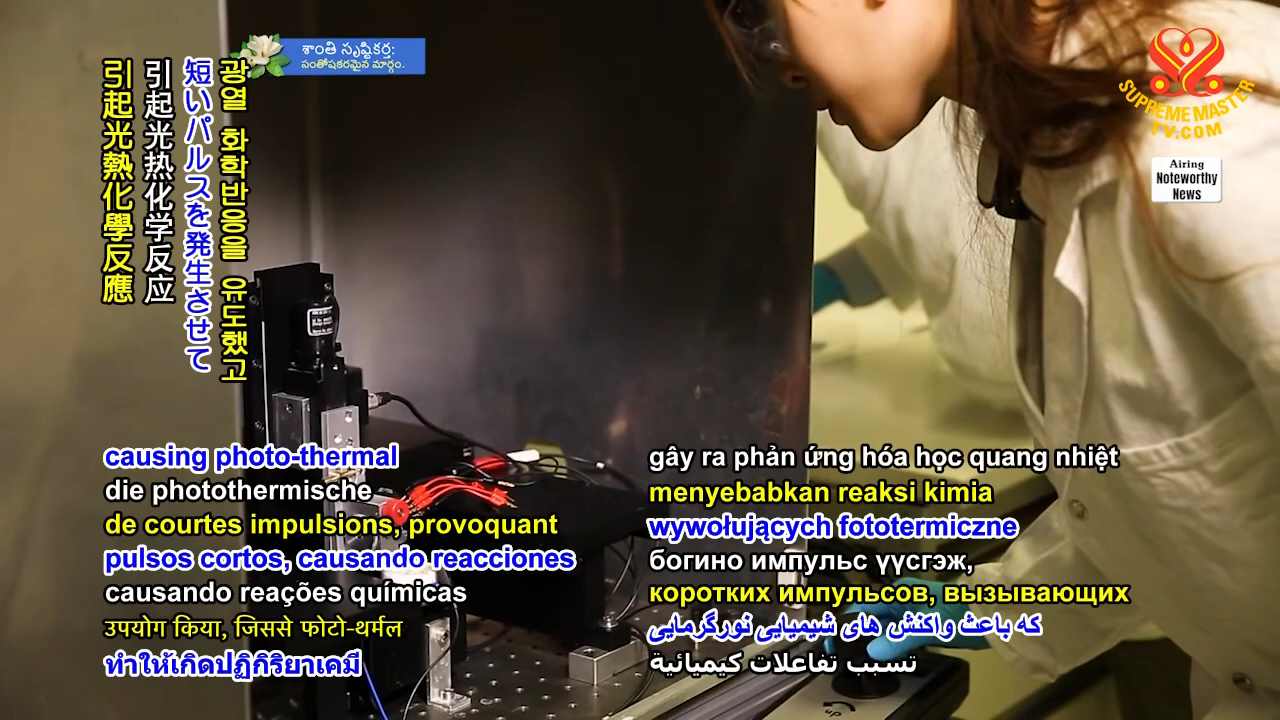 శాంతి సృష్టికర్త:
సంతోషకరమైన మార్గం.
SUPREME MASTER
TV.COM
Airing
Noteworthy
News
광열 화학반응을 유도했고
短いパルスを発生させて
引起光热化学反应
引起光熱化學反應
causing photo-thermal
die photothermische
de courtes impulsions, provoquant
pulsos cortos, causando reacciones
causando reações químicas
उपयोग किया, जिससे फोटो-थर्मल
ทำให้เกิดปฏิกิริยาเคมี
gây ra phản ứng hóa học quang nhiệt
menyebabkan reaksi kimia
wywołujących fototermiczne
богино импульс үүсгэж,
коротких импульсов, вызывающих
که باعث واکنش های شیمیایی نورگرمایی
تسبب تفاعلات كيميائية
up